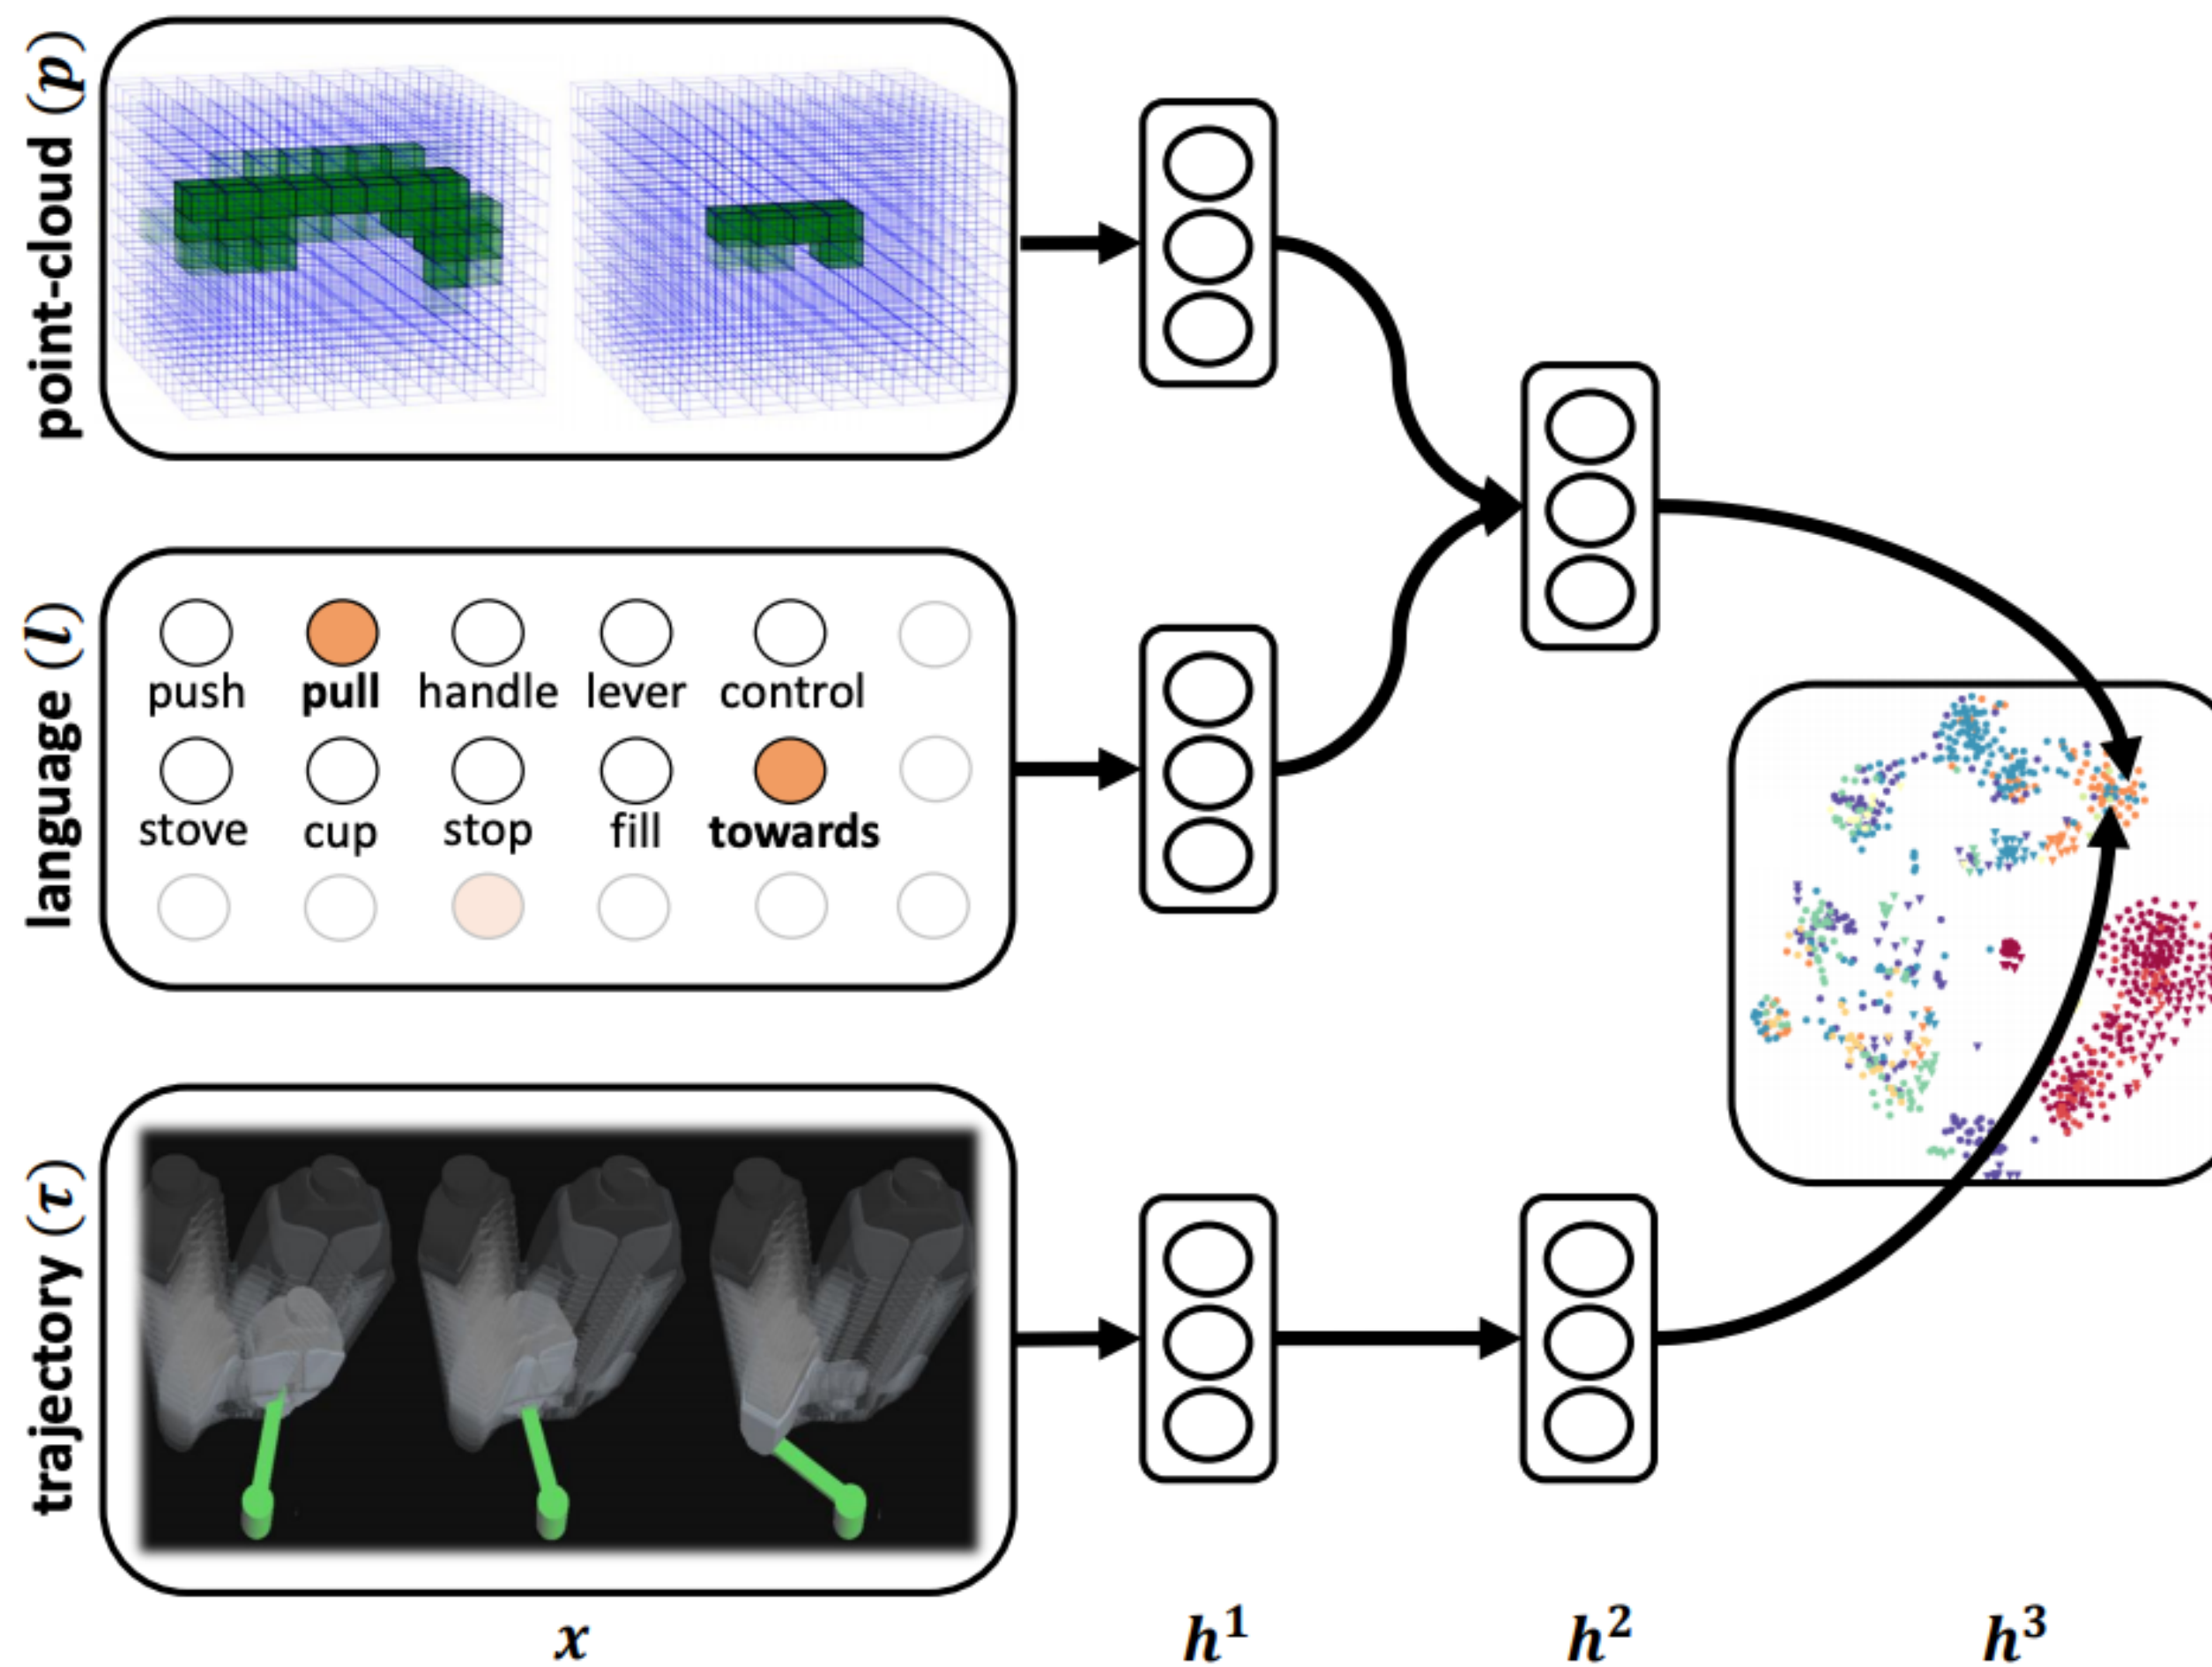 point-cloud (p)
language (l)
push pull handle lever control
stove cup stop fill towards
trajectory (τ)
x h¹ h² h³